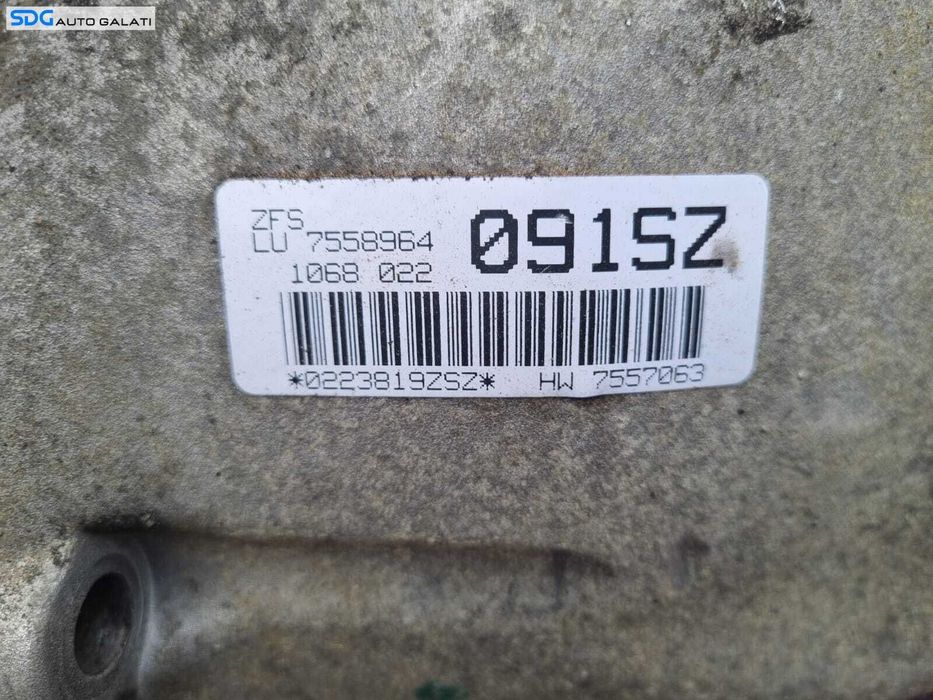 SDG AUTO GALATI
ZFS
LU 7558964
1068 022
091SZ
*0223819ZSZ* HW 7557063